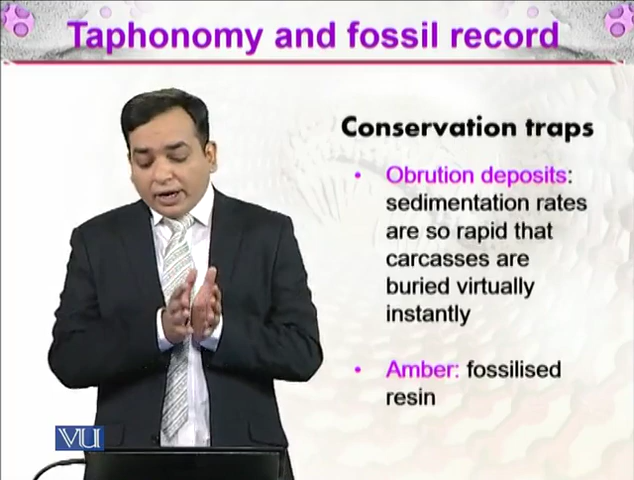 Taphonomy and fossil record
Conservation traps
• Obrution deposits:
sedimentation rates
are so rapid that
carcasses are
buried virtually
instantly
• Amber: fossilised
resin
VU